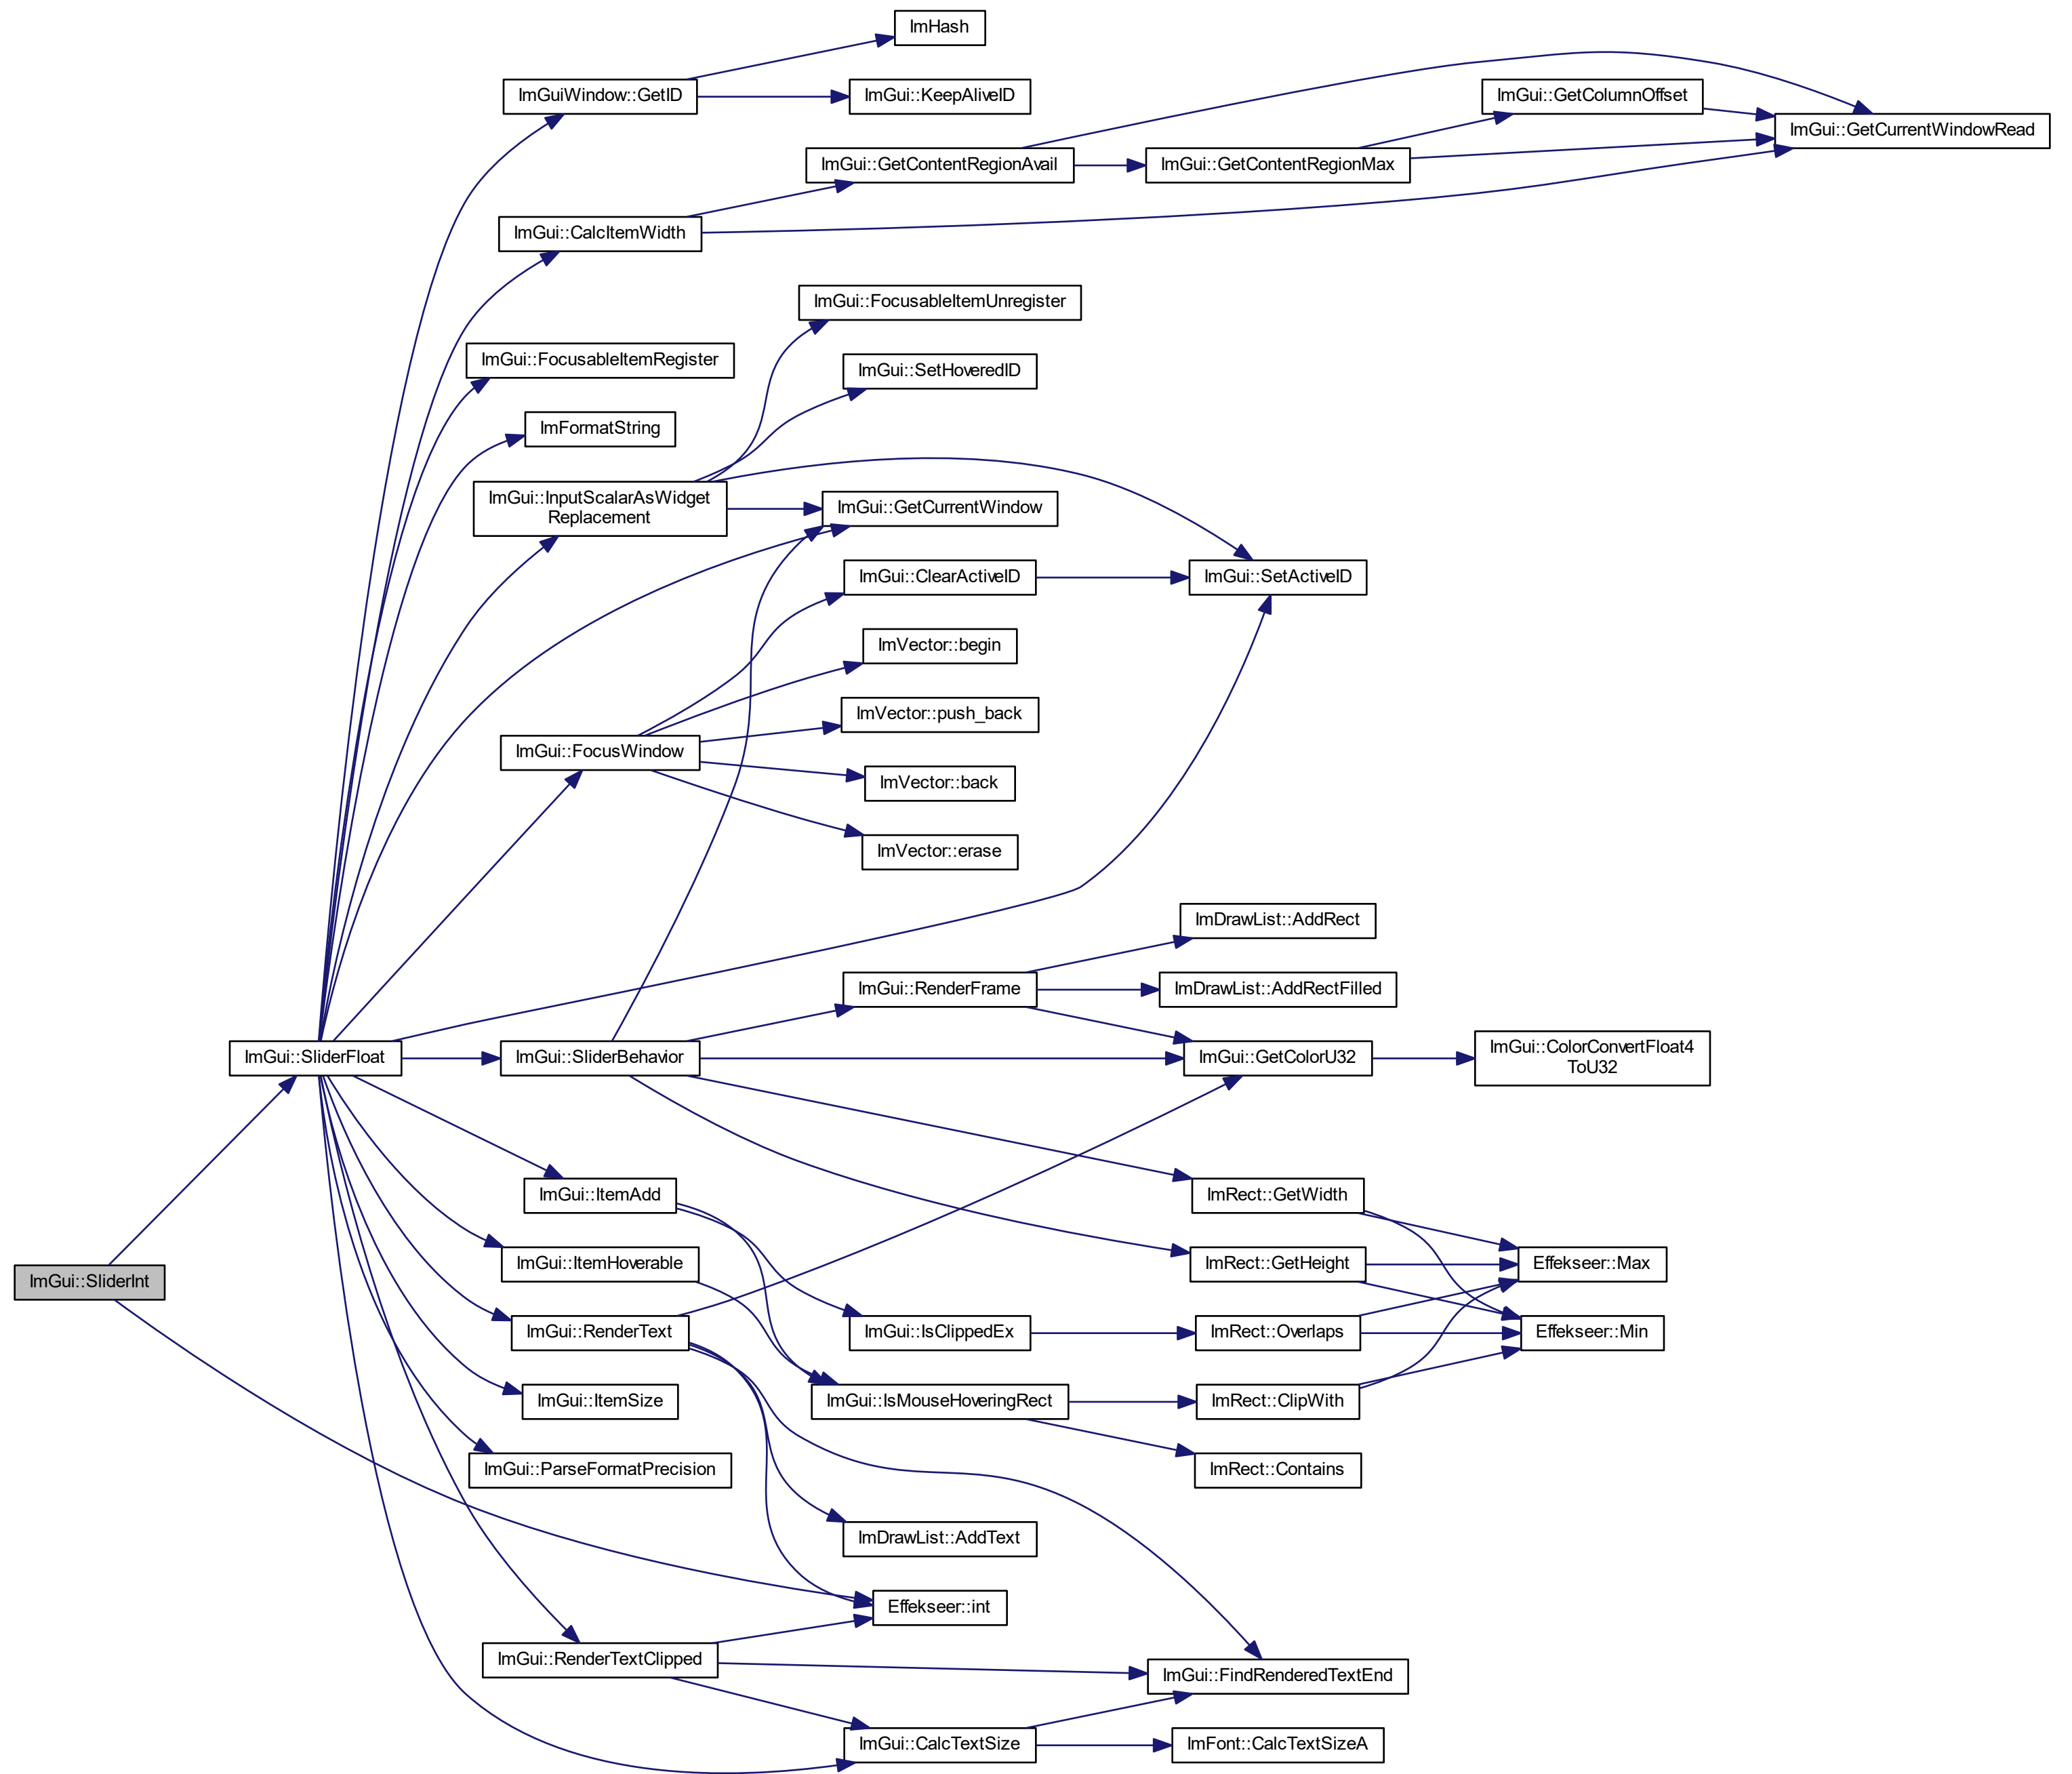 ImHash
ImGuiWindow::GetID
ImGui::KeepAliveID
ImGui::GetColumnOffset
ImGui::GetCurrentWindowRead
ImGui::GetContentRegionAvail
ImGui::GetContentRegionMax
ImGui::CalcItemWidth
ImGui::FocusableItemUnregister
ImGui::FocusableItemRegister
ImGui::SetHoveredID
ImFormatString
ImGui::InputScalarAsWidget
Replacement
ImGui::GetCurrentWindow
ImGui::ClearActiveID
ImGui::SetActiveID
ImVector::begin
ImVector::push_back
ImGui::FocusWindow
ImVector::back
ImVector::erase
ImDrawList::AddRect
ImGui::RenderFrame
ImDrawList::AddRectFilled
ImGui::SliderFloat
ImGui::SliderBehavior
ImGui::GetColorU32
ImGui::ColorConvertFloat4
ToU32
ImGui::ItemAdd
ImRect::GetWidth
ImGui::SliderInt
ImGui::ItemHoverable
ImRect::GetHeight
Effekseer::Max
ImGui::RenderText
ImGui::IsClippedEx
ImRect::Overlaps
Effekseer::Min
ImGui::ItemSize
ImGui::IsMouseHoveringRect
ImRect::ClipWith
ImGui::ParseFormatPrecision
ImRect::Contains
ImDrawList::AddText
Effekseer::int
ImGui::RenderTextClipped
ImGui::FindRenderedTextEnd
ImGui::CalcTextSize
ImFont::CalcTextSizeA